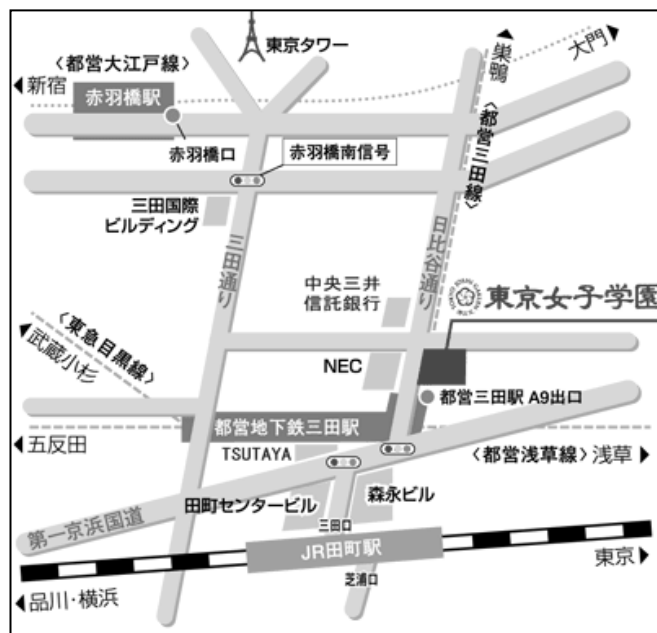 東京タワー
〈都営大江戸線〉
新宿
赤羽橋駅
赤羽橋口
赤羽橋南信号
巣鴨
大門
〈都営三田線〉
三田国際
ビルディング
三田通り
日比谷通り
中央三井
信託銀行
東京女子学園
〈東急目黒線〉
武蔵小杉
NEC
都営三田駅 A9出口
都営地下鉄三田駅
五反田
TSUTAYA
〈都営浅草線〉浅草
田町センタービル
森永ビル
第一京浜国道
三田口
JR田町駅
芝浦口
東京
品川・横浜